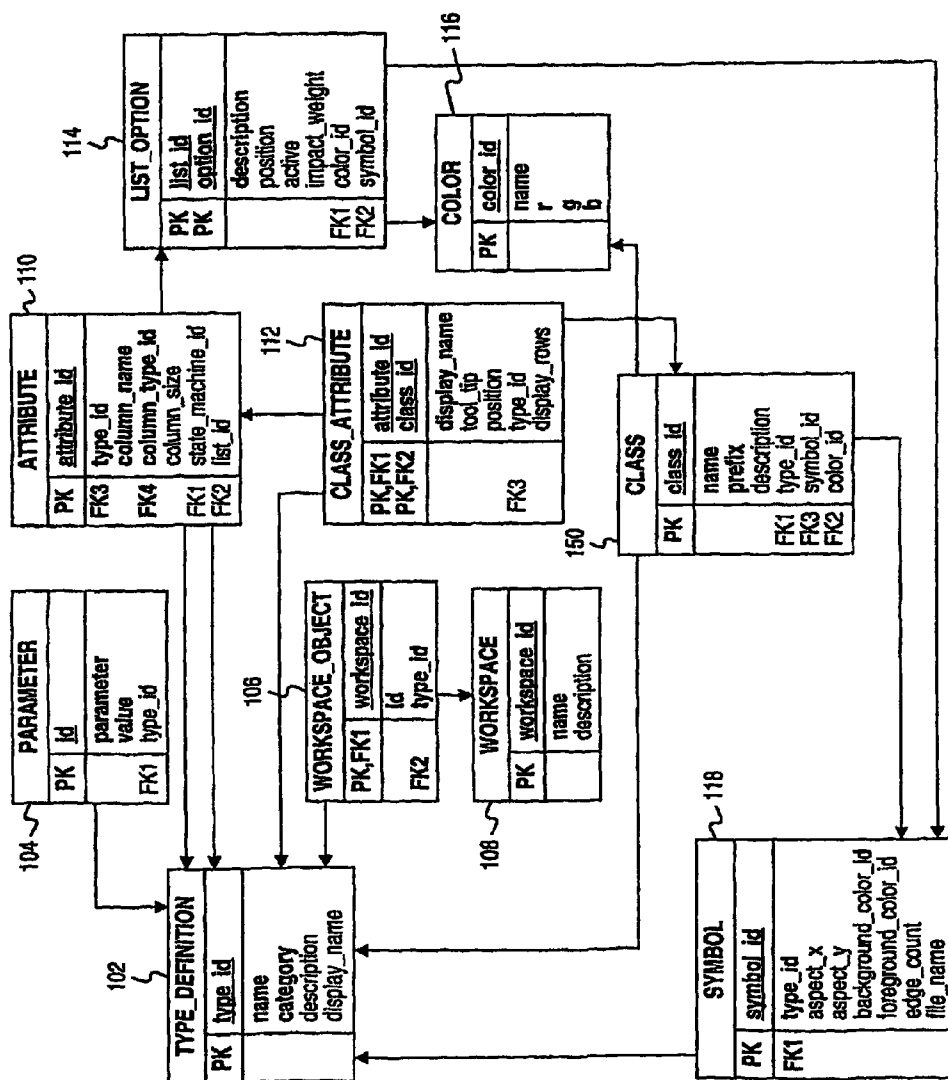 104
PARAMETER
PK id
parameter
value
FK1 type_id
110
ATTRIBUTE
PK attribute_id
FK3 type_id
column_name
FK4 column_type_id
column_size
FK1 state_machine_id
FK2 list_id
114
LIST_OPTION
PK list_id
PK option_id
description
position
active
impact_weight
FK1 color_id
FK2 symbol_id
102
TYPE_DEFINITION
PK type_id
name
category
description
display_name
106
WORKSPACE_OBJECT
PK,FK1 workspace_id
id
FK2 type_id
112
CLASS_ATTRIBUTE
PK,FK1 attribute_id
PK,FK2 class_id
display_name
tool_tip
position
FK3 type_id
display_rows
116
COLOR
PK color_id
name
r
g
b
108
WORKSPACE
PK workspace_id
name
description
150
CLASS
PK class_id
name
prefix
description
FK1 type_id
FK3 symbol_id
FK2 color_id
118
SYMBOL
PK symbol_id
FK1 type_id
aspect_x
aspect_y
background_color_id
foreground_color_id
edge_count
file_name